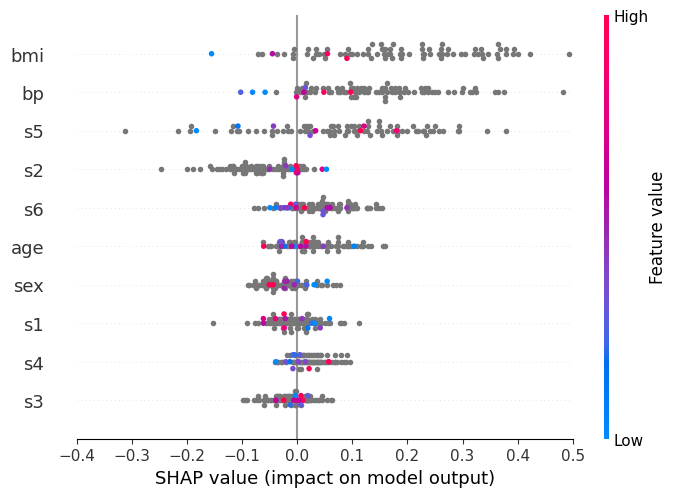 High
bmi
bp
s5
s2
s6
age
sex
s1
s4
s3
Feature value
Low
−0.4 −0.3 −0.2 −0.1 0.0 0.1 0.2 0.3 0.4 0.5
SHAP value (impact on model output)